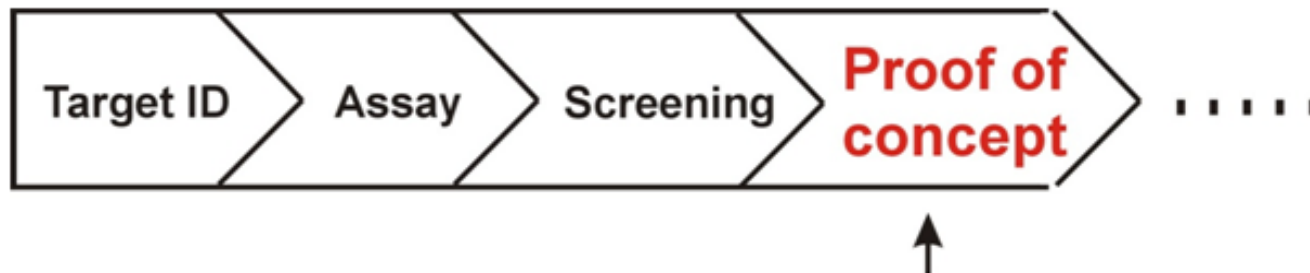 Target ID
Assay
Screening
Proof of
concept